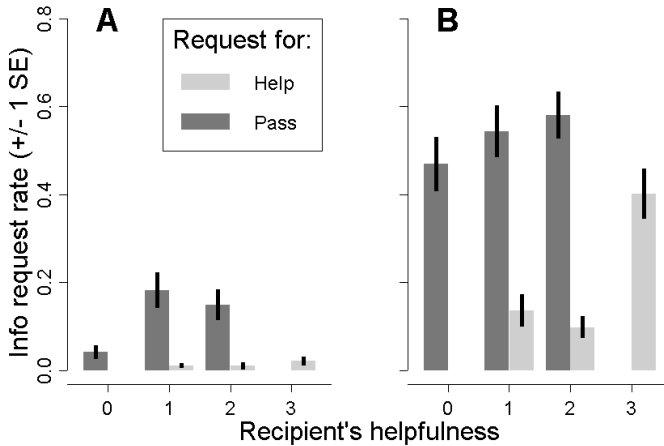 A
B
Request for:
Help
Pass
Info request rate (+/- 1 SE)
0.8
0.6
0.4
0.2
0.0
0 1 2 3
0 1 2 3
Recipient's helpfulness